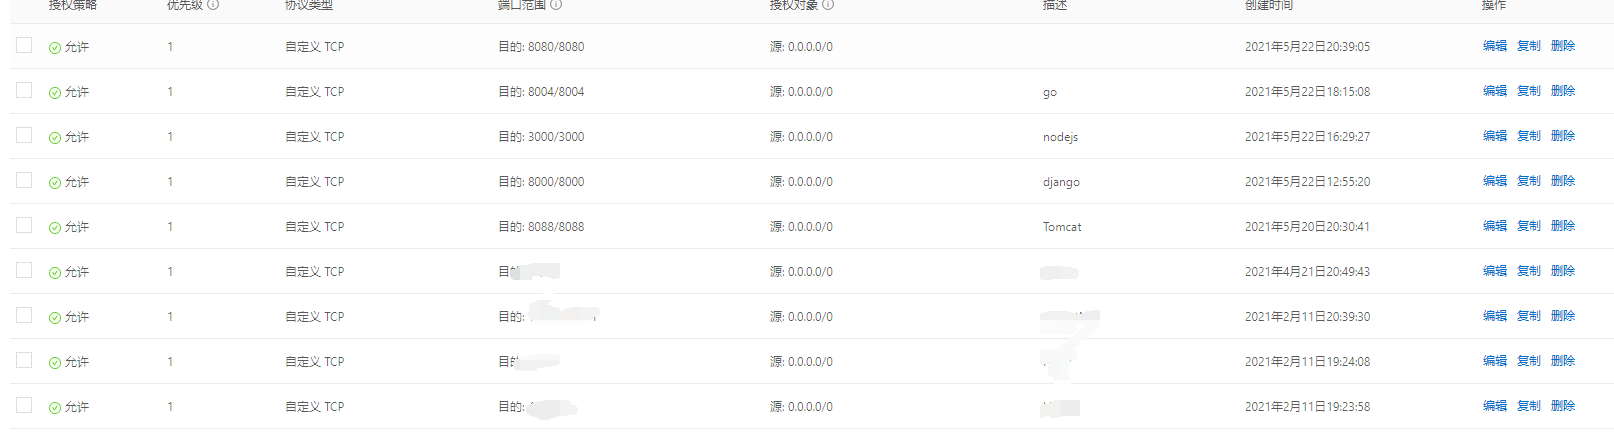 授权策略 优先级 协议类型 端口范围 授权对象 描述 创建时间 操作
允许 1 自定义 TCP 目的: 8080/8080 源: 0.0.0.0/0 2021年5月22日20:39:05 编辑 复制 删除
允许 1 自定义 TCP 目的: 8004/8004 源: 0.0.0.0/0 go 2021年5月22日18:15:08 编辑 复制 删除
允许 1 自定义 TCP 目的: 3000/3000 源: 0.0.0.0/0 nodejs 2021年5月22日16:29:27 编辑 复制 删除
允许 1 自定义 TCP 目的: 8000/8000 源: 0.0.0.0/0 django 2021年5月22日12:55:20 编辑 复制 删除
允许 1 自定义 TCP 目的: 8088/8088 源: 0.0.0.0/0 Tomcat 2021年5月20日20:30:41 编辑 复制 删除
允许 1 自定义 TCP 目 源: 0.0.0.0/0 2021年4月21日20:49:43 编辑 复制 删除
允许 1 自定义 TCP 目的: 源: 0.0.0.0/0 2021年2月11日20:39:30 编辑 复制 删除
允许 1 自定义 TCP 目 源: 0.0.0.0/0 2021年2月11日19:24:08 编辑 复制 删除
允许 1 自定义 TCP 目的: 源: 0.0.0.0/0 2021年2月11日19:23:58 编辑 复制 删除